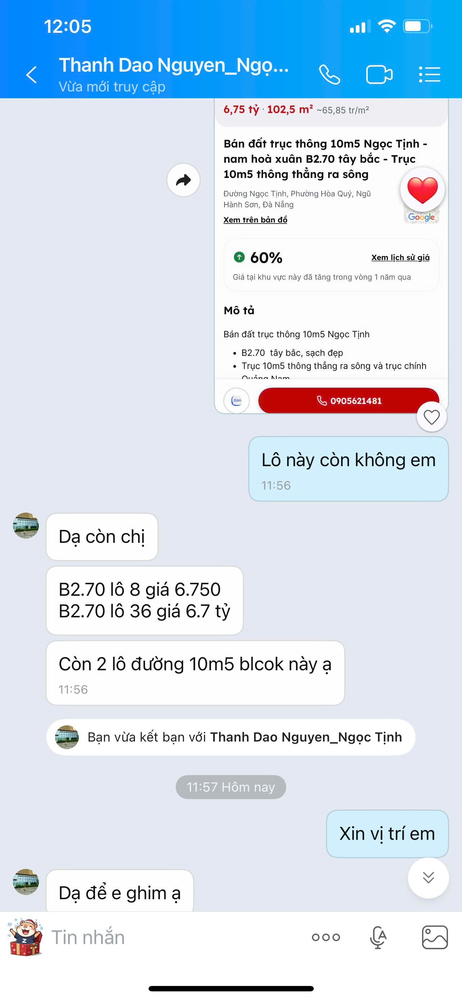 12:05
Thanh Dao Nguyen_Ngọ...
Vừa mới truy cập
6,75 tỷ · 102,5 m² ~65,85 tr/m²
Bán đất trục thông 10m5 Ngọc Tịnh -
nam hoà xuân B2.70 tây bắc - Trục
10m5 thông thẳng ra sông
Đường Ngọc Tịnh, Phường Hòa Quý, Ngũ
Hành Sơn, Đà Nẵng
Xem trên bản đồ
Google
60%
Xem lịch sử giá
Giá tại khu vực này đã tăng trong vòng 1 năm qua
Mô tả
Bán đất trục thông 10m5 Ngọc Tịnh
• B2.70 tây bắc, sạch đẹp
• Trục 10m5 thông thẳng ra sông và trục chính
Quảng Nam
Zalo
0905621481
Lô này còn không em
11:56
Dạ còn chị
B2.70 lô 8 giá 6.750
B2.70 lô 36 giá 6.7 tỷ
Còn 2 lô đường 10m5 blcok này ạ
11:56
Bạn vừa kết bạn với Thanh Dao Nguyen_Ngọc Tịnh
11:57 Hôm nay
Xin vị trí em
Dạ để e ghim ạ
Z
Tin nhắn
A